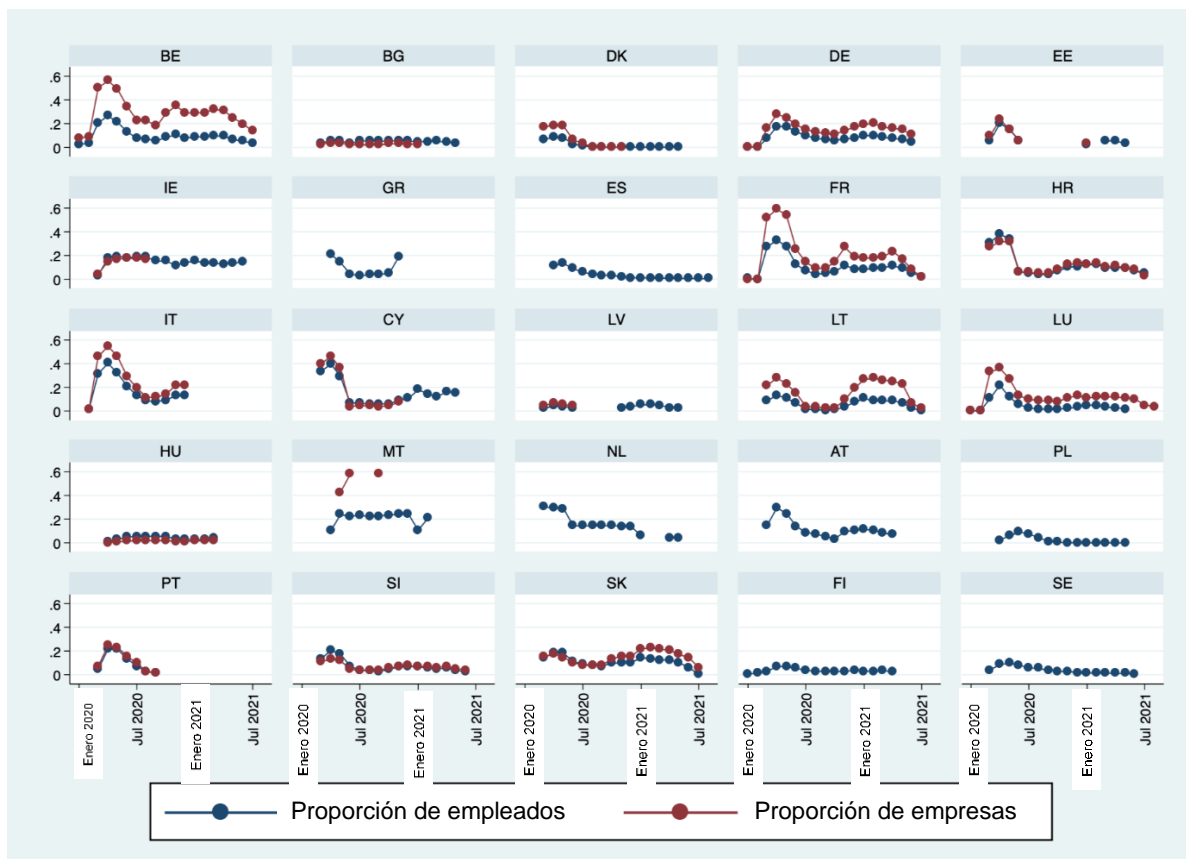 BE BG DK DE EE
.6
.4
.2
0
IE GR ES FR HR
.6
.4
.2
0
IT CY LV LT LU
.6
.4
.2
0
HU MT NL AT PL
.6
.4
.2
0
PT SI SK FI SE
.6
.4
.2
0
Enero 2020 Jul 2020 Enero 2021 Jul 2021 Enero 2020 Jul 2020 Enero 2021 Jul 2021 Enero 2020 Jul 2020 Enero 2021 Jul 2021 Enero 2020 Jul 2020 Enero 2021 Jul 2021 Enero 2020 Jul 2020 Enero 2021 Jul 2021
Proporción de empleados Proporción de empresas